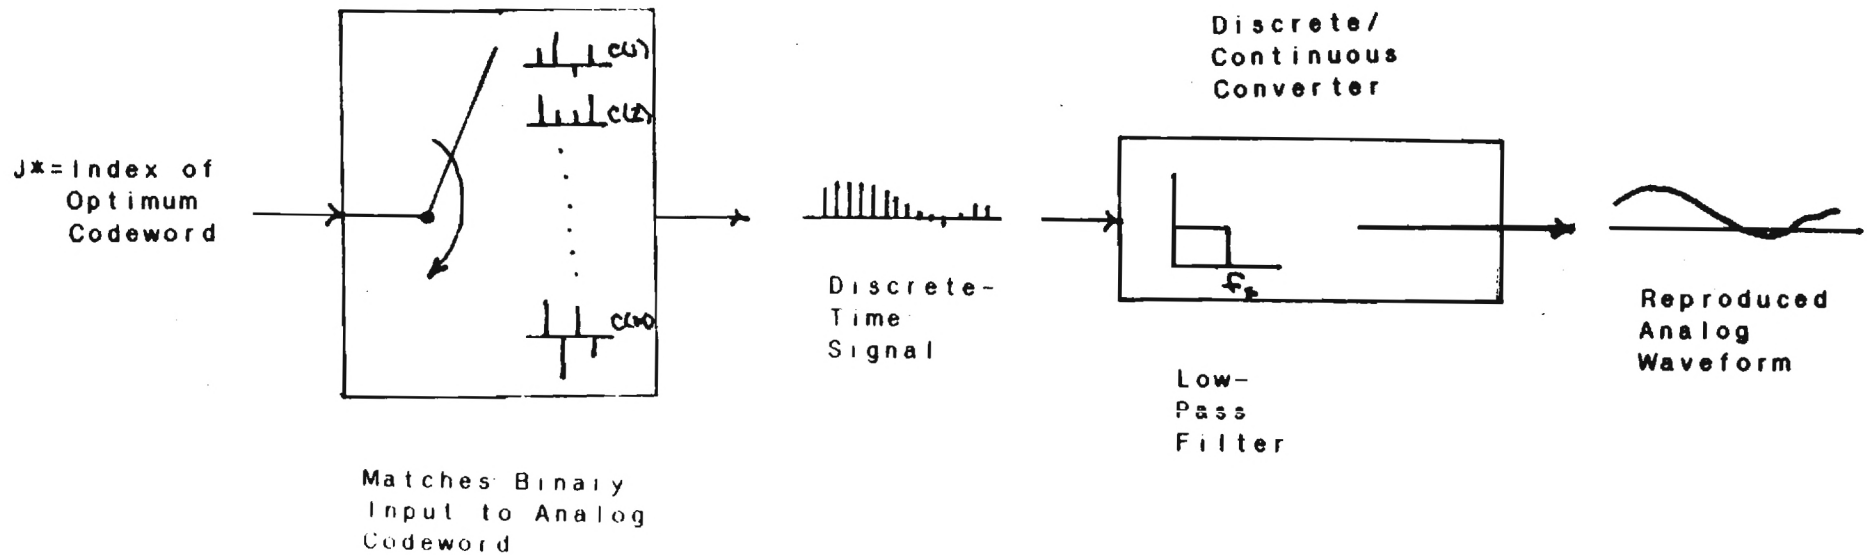 J*=Index of
Optimum
Codeword
C(1)
C(2)
Matches Binary
Input to Analog
Codeword
Discrete-
Time
Signal
Discrete/
Continuous
Converter
Low-
Pass
Filter
Reproduced
Analog
Waveform